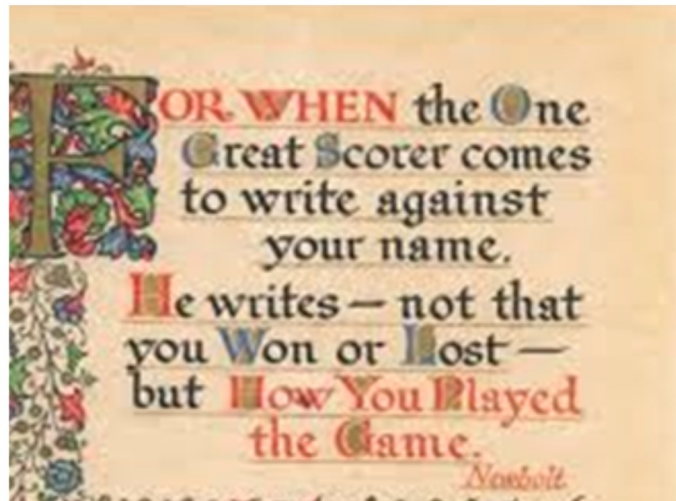 FOR WHEN the One
Great Scorer comes
to write against
your name.
He writes — not that
you Won or Lost —
but How You Played
the Game.
Newbolt